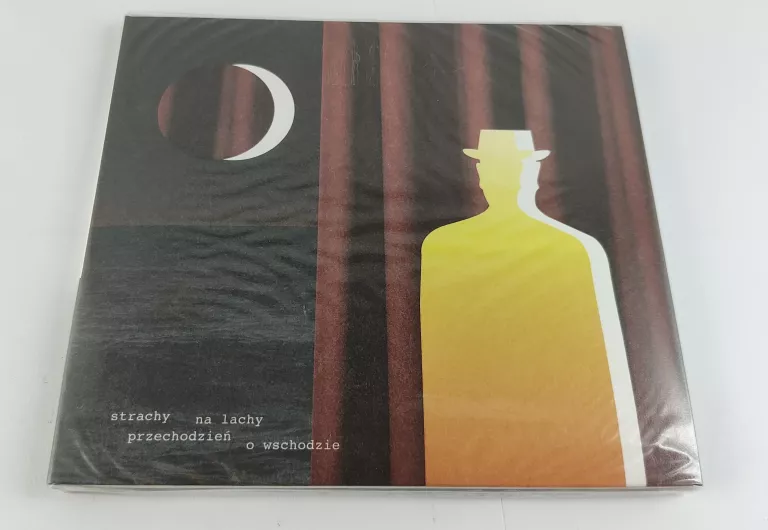 strachy na lachy
przechodzień o wschodzie